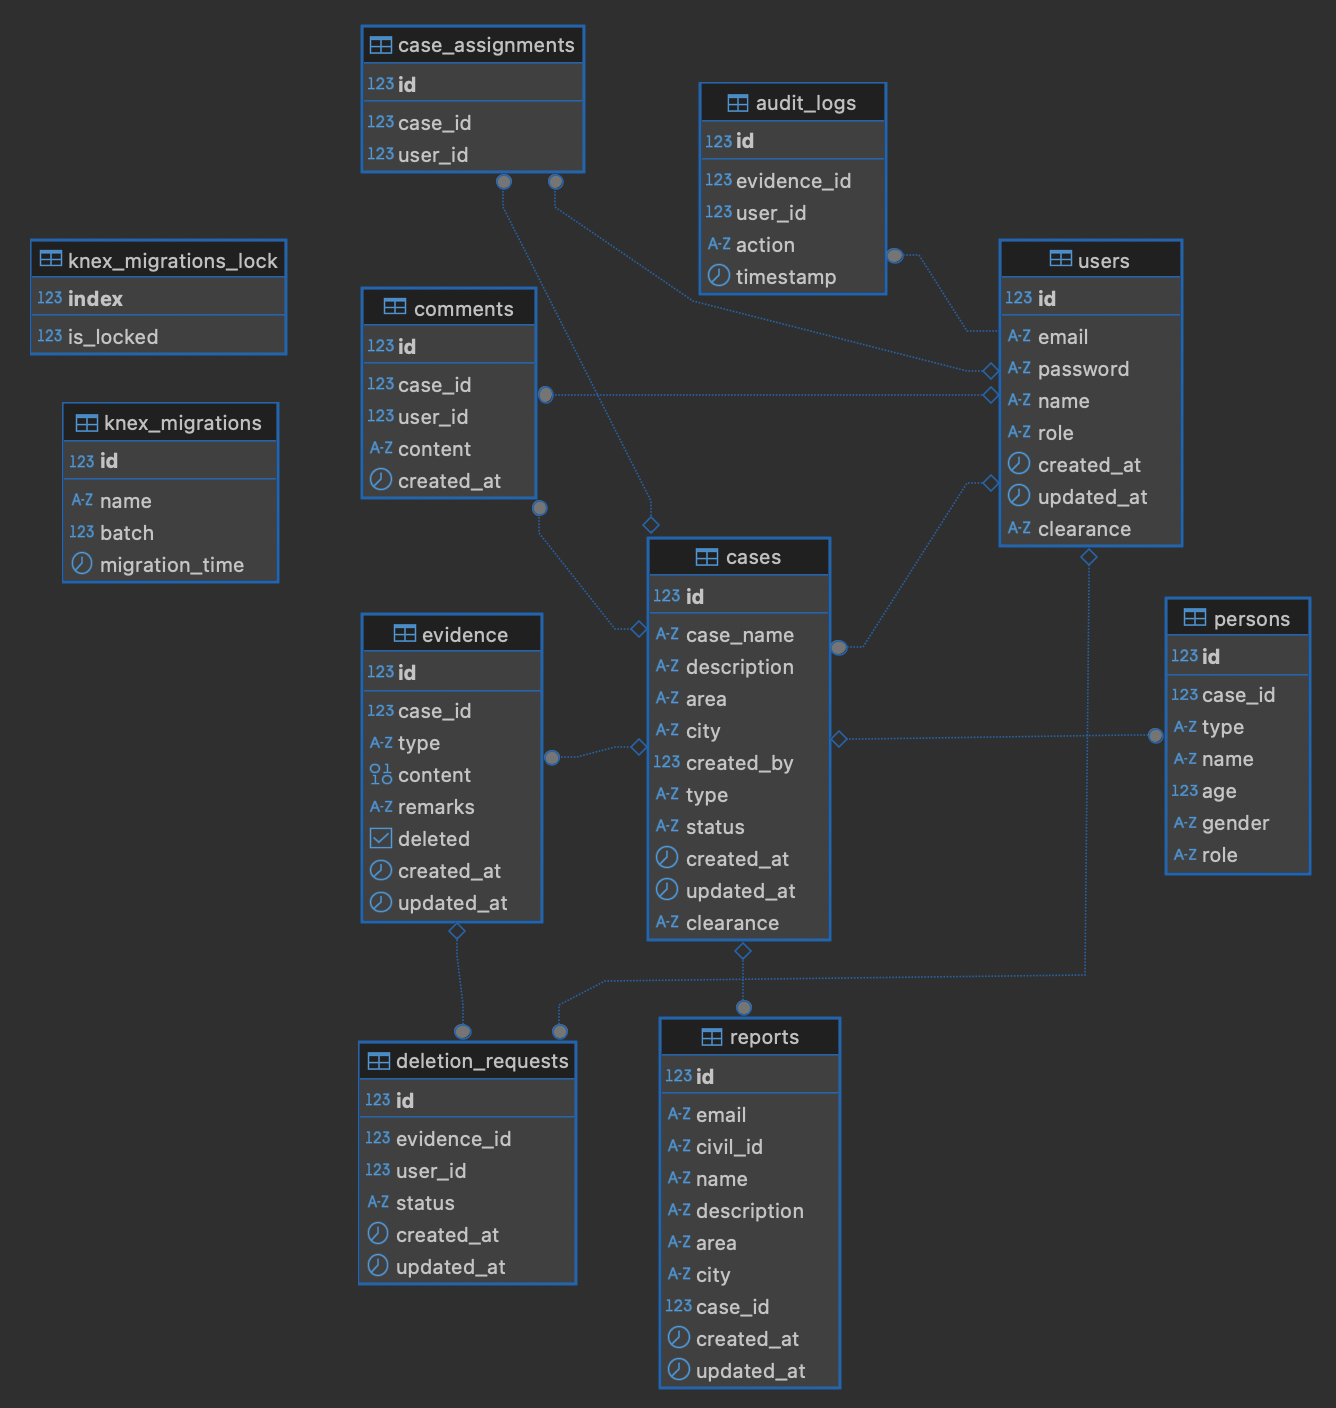 case_assignments
123 id
123 case_id
123 user_id
audit_logs
123 id
123 evidence_id
123 user_id
A-Z action
timestamp
knex_migrations_lock
123 index
123 is_locked
users
123 id
A-Z email
A-Z password
A-Z name
A-Z role
created_at
updated_at
A-Z clearance
comments
123 id
123 case_id
123 user_id
A-Z content
created_at
knex_migrations
123 id
A-Z name
123 batch
migration_time
cases
123 id
A-Z case_name
A-Z description
A-Z area
A-Z city
123 created_by
A-Z type
A-Z status
created_at
updated_at
A-Z clearance
persons
123 id
123 case_id
A-Z type
A-Z name
123 age
A-Z gender
A-Z role
evidence
123 id
123 case_id
A-Z type
01
10 content
A-Z remarks
deleted
created_at
updated_at
deletion_requests
123 id
123 evidence_id
123 user_id
A-Z status
created_at
updated_at
reports
123 id
A-Z email
A-Z civil_id
A-Z name
A-Z description
A-Z area
A-Z city
123 case_id
created_at
updated_at